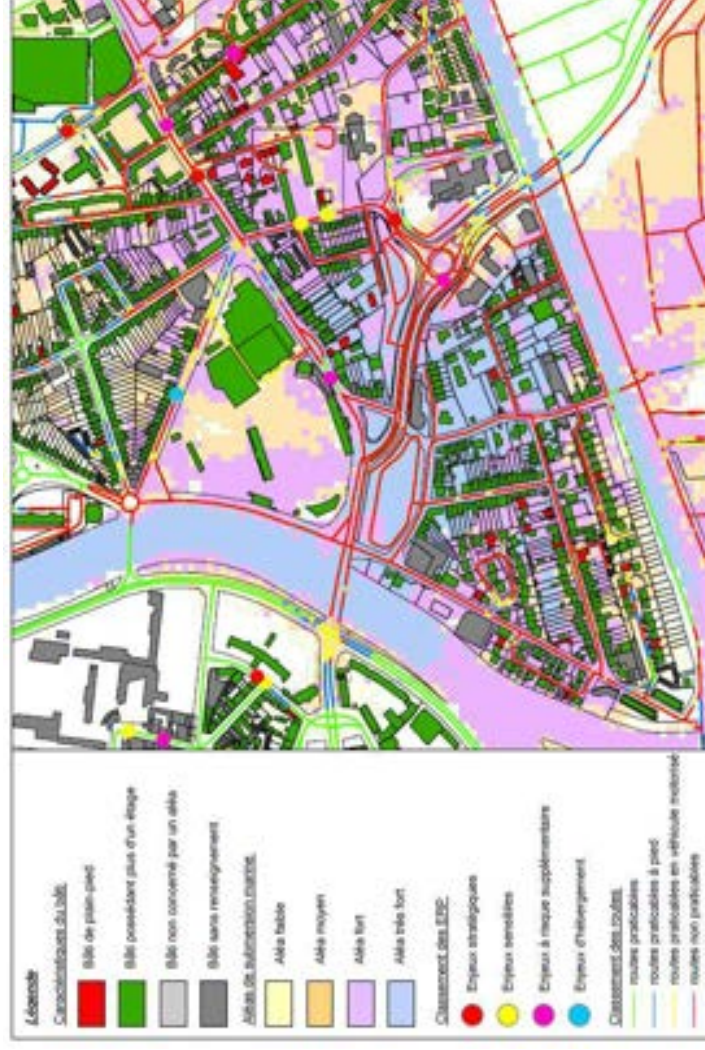 Légende
Caractéristiques du bâti
Bâti de plain-pied
Bâti possédant plus d'un étage
Bâti non concerné par un aléa
Bâti sans renseignement
Aléas de submersion marine
Aléa faible
Aléa moyen
Aléa fort
Aléa très fort
Classement des ERP
Enjeux stratégiques
Enjeux sensibles
Enjeux à risque supplémentaire
Enjeux d'hébergement
Classement des routes
routes praticables
routes praticables à pied
routes praticables en véhicule motorisé
routes non praticables